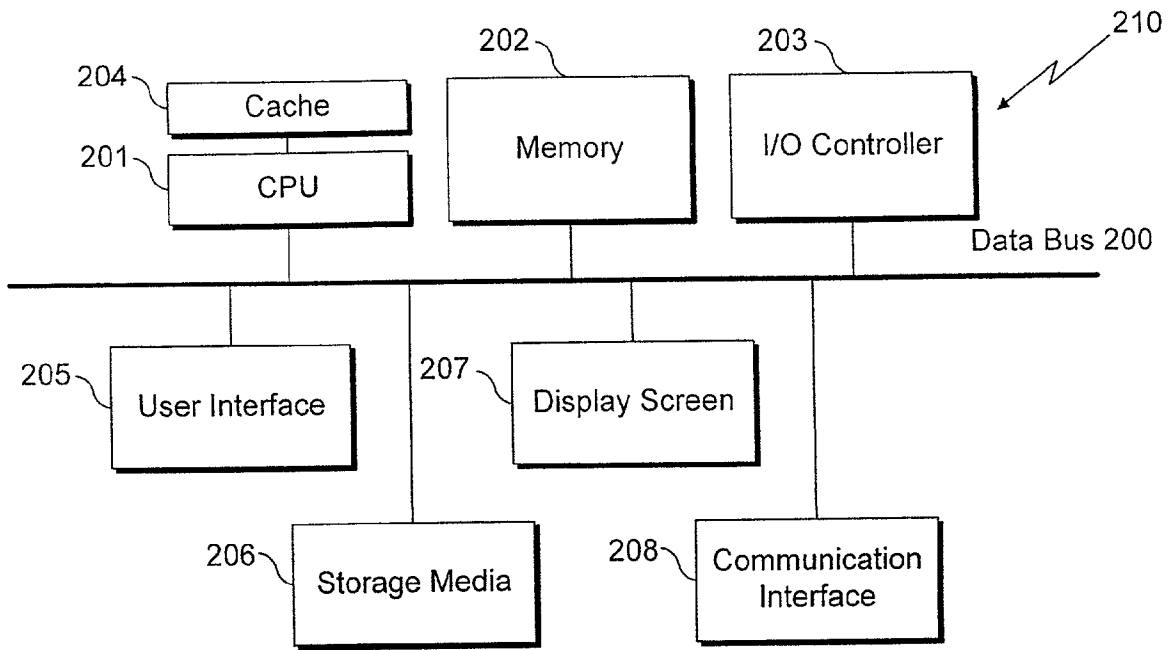 210
202
203
204
Cache
201
CPU
Memory
I/O Controller
Data Bus 200
205
User Interface
207
Display Screen
206
Storage Media
208
Communication
Interface